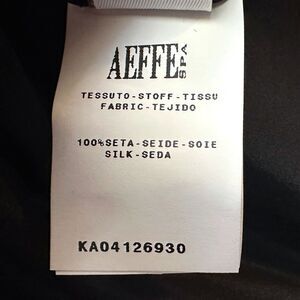 AEFFE SPA
TESSUTO-STOFF-TISSU
FABRIC-TEJIDO
100%SETA-SEIDE-SOIE
SILK-SEDA
KA04126930